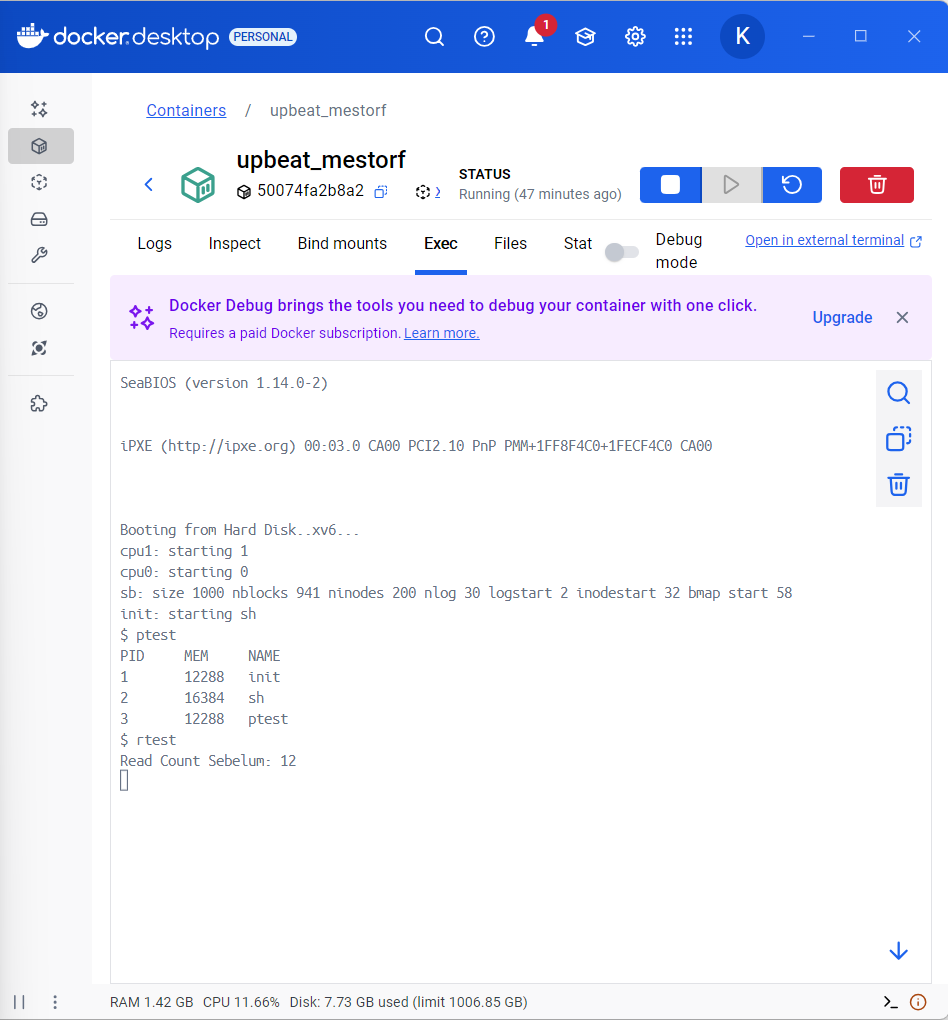 docker.desktop PERSONAL 1 K
Containers / upbeat_mestorf
upbeat_mestorf
50074fa2b8a2
STATUS
Running (47 minutes ago)
Logs Inspect Bind mounts Exec Files Stat Debug mode Open in external terminal
Docker Debug brings the tools you need to debug your container with one click.
Requires a paid Docker subscription. Learn more.
Upgrade
SeaBIOS (version 1.14.0-2)
iPXE (http://ipxe.org) 00:03.0 CA00 PCI2.10 PnP PMM+1FF8F4C0+1FECF4C0 CA00
Booting from Hard Disk..xv6...
cpu1: starting 1
cpu0: starting 0
sb: size 1000 nblocks 941 ninodes 200 nlog 30 logstart 2 inodestart 32 bmap start 58
init: starting sh
$ ptest
PID MEM NAME
1 12288 init
2 16384 sh
3 12288 ptest
$ rtest
Read Count Sebelum: 12
RAM 1.42 GB CPU 11.66% Disk: 7.73 GB used (limit 1006.85 GB)